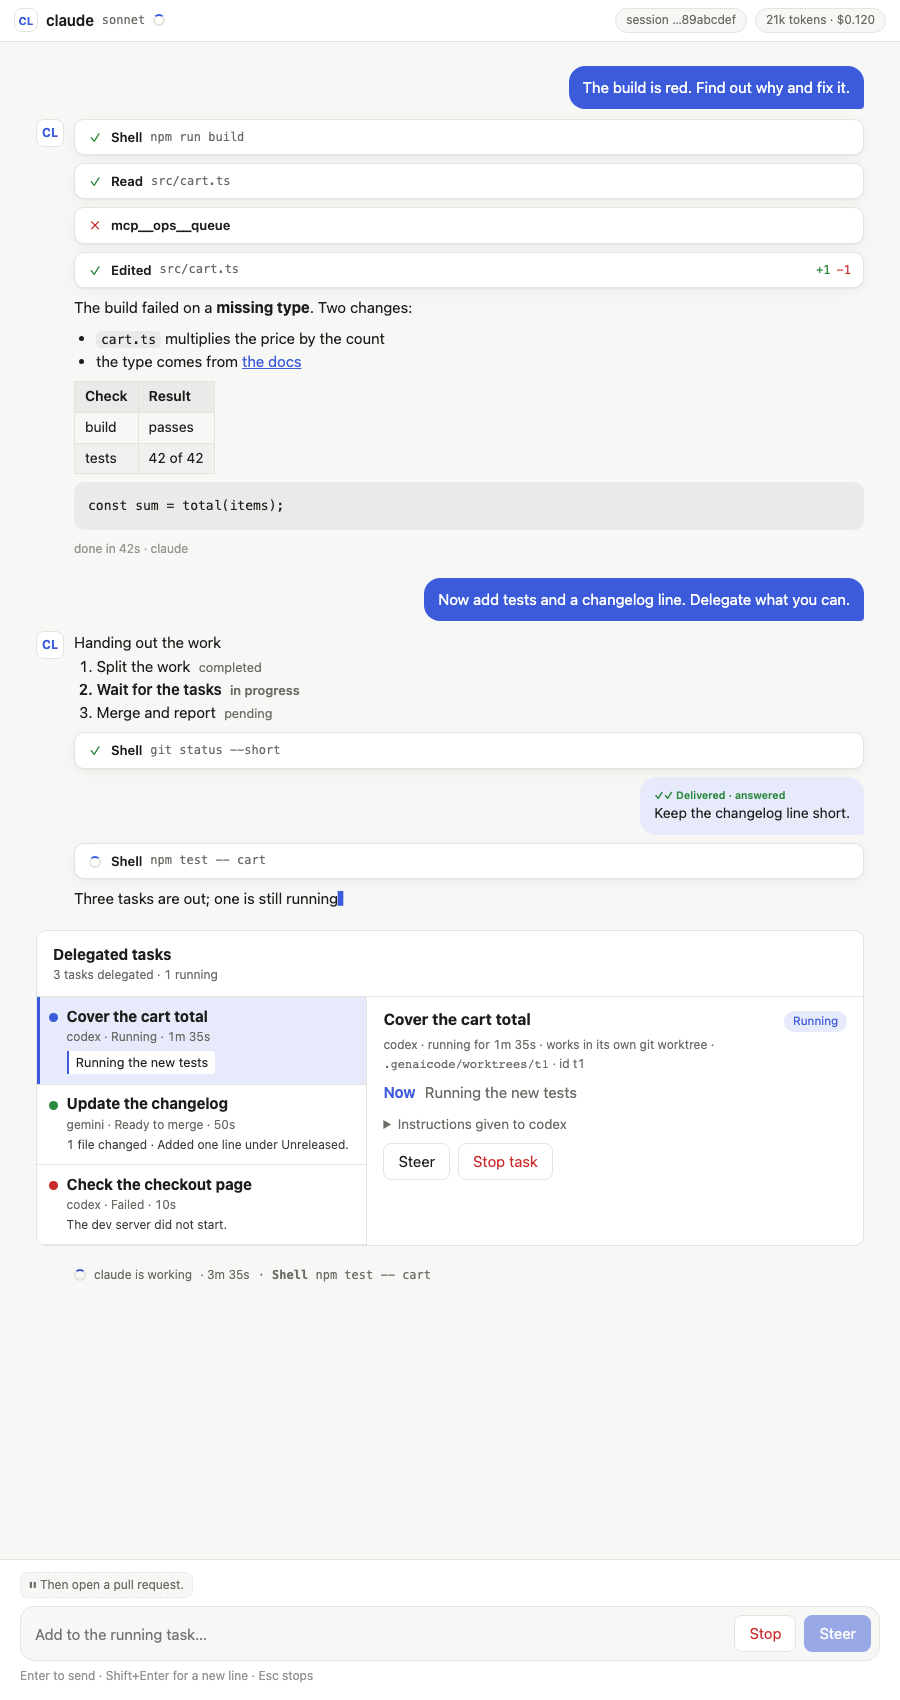 CL claude sonnet session ...89abcdef 21k tokens · $0.120
The build is red. Find out why and fix it.
CL
✓ Shell npm run build
✓ Read src/cart.ts
✕ mcp__ops__queue
✓ Edited src/cart.ts +1 −1
The build failed on a missing type. Two changes:
• cart.ts multiplies the price by the count
• the type comes from the docs
Check Result
build passes
tests 42 of 42
const sum = total(items);
done in 42s · claude
Now add tests and a changelog line. Delegate what you can.
CL Handing out the work
1. Split the work completed
2. Wait for the tasks in progress
3. Merge and report pending
✓ Shell git status --short
✓✓ Delivered · answered
Keep the changelog line short.
Shell npm test -- cart
Three tasks are out; one is still running
Delegated tasks
3 tasks delegated · 1 running
Cover the cart total
codex · Running · 1m 35s
Running the new tests
Update the changelog
gemini · Ready to merge · 50s
1 file changed · Added one line under Unreleased.
Check the checkout page
codex · Failed · 10s
The dev server did not start.
Cover the cart total Running
codex · running for 1m 35s · works in its own git worktree ·
.genaicode/worktrees/t1 · id t1
Now Running the new tests
▶ Instructions given to codex
Steer Stop task
claude is working · 3m 35s · Shell npm test -- cart
Then open a pull request.
Add to the running task...
Stop Steer
Enter to send · Shift+Enter for a new line · Esc stops